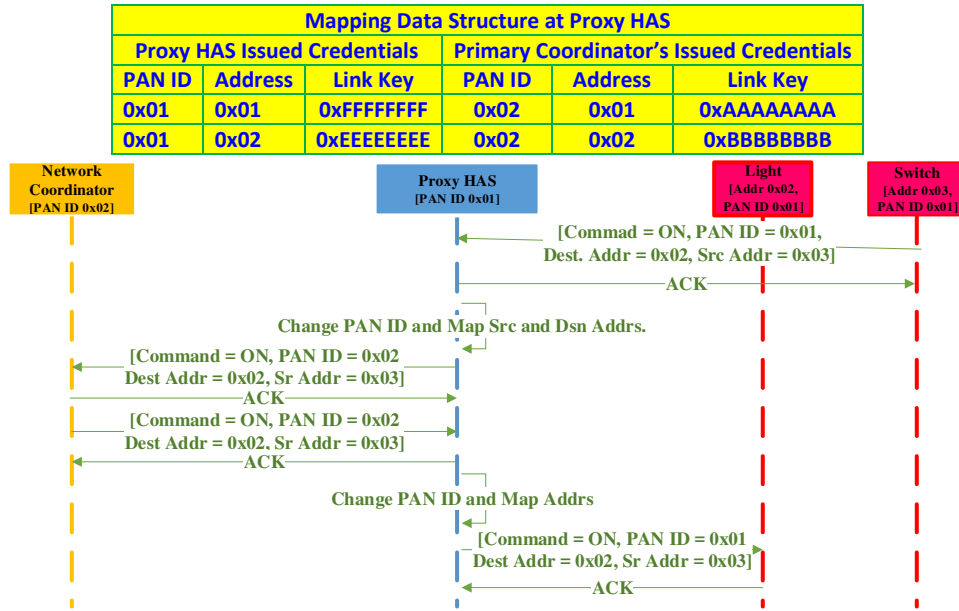 Mapping Data Structure at Proxy HAS
Proxy HAS Issued Credentials Primary Coordinator's Issued Credentials
PAN ID Address Link Key PAN ID Address Link Key
0x01 0x01 0xFFFFFFFF 0x02 0x01 0xAAAAAAAA
0x01 0x02 0xEEEEEEEE 0x02 0x02 0xBBBBBBBB
Network
Coordinator
[PAN ID 0x02]
Proxy HAS
[PAN ID 0x01]
Light
[Addr 0x02,
PAN ID 0x01]
Switch
[Addr 0x03,
PAN ID 0x01]
[Commad = ON, PAN ID = 0x01,
Dest. Addr = 0x02, Src Addr = 0x03]
ACK
Change PAN ID and Map Src and Dsn Addrs.
[Command = ON, PAN ID = 0x02
Dest Addr = 0x02, Sr Addr = 0x03]
ACK
[Command = ON, PAN ID = 0x02
Dest Addr = 0x02, Sr Addr = 0x03]
ACK
Change PAN ID and Map Addrs
[Command = ON, PAN ID = 0x01
Dest Addr = 0x02, Sr Addr = 0x03]
ACK